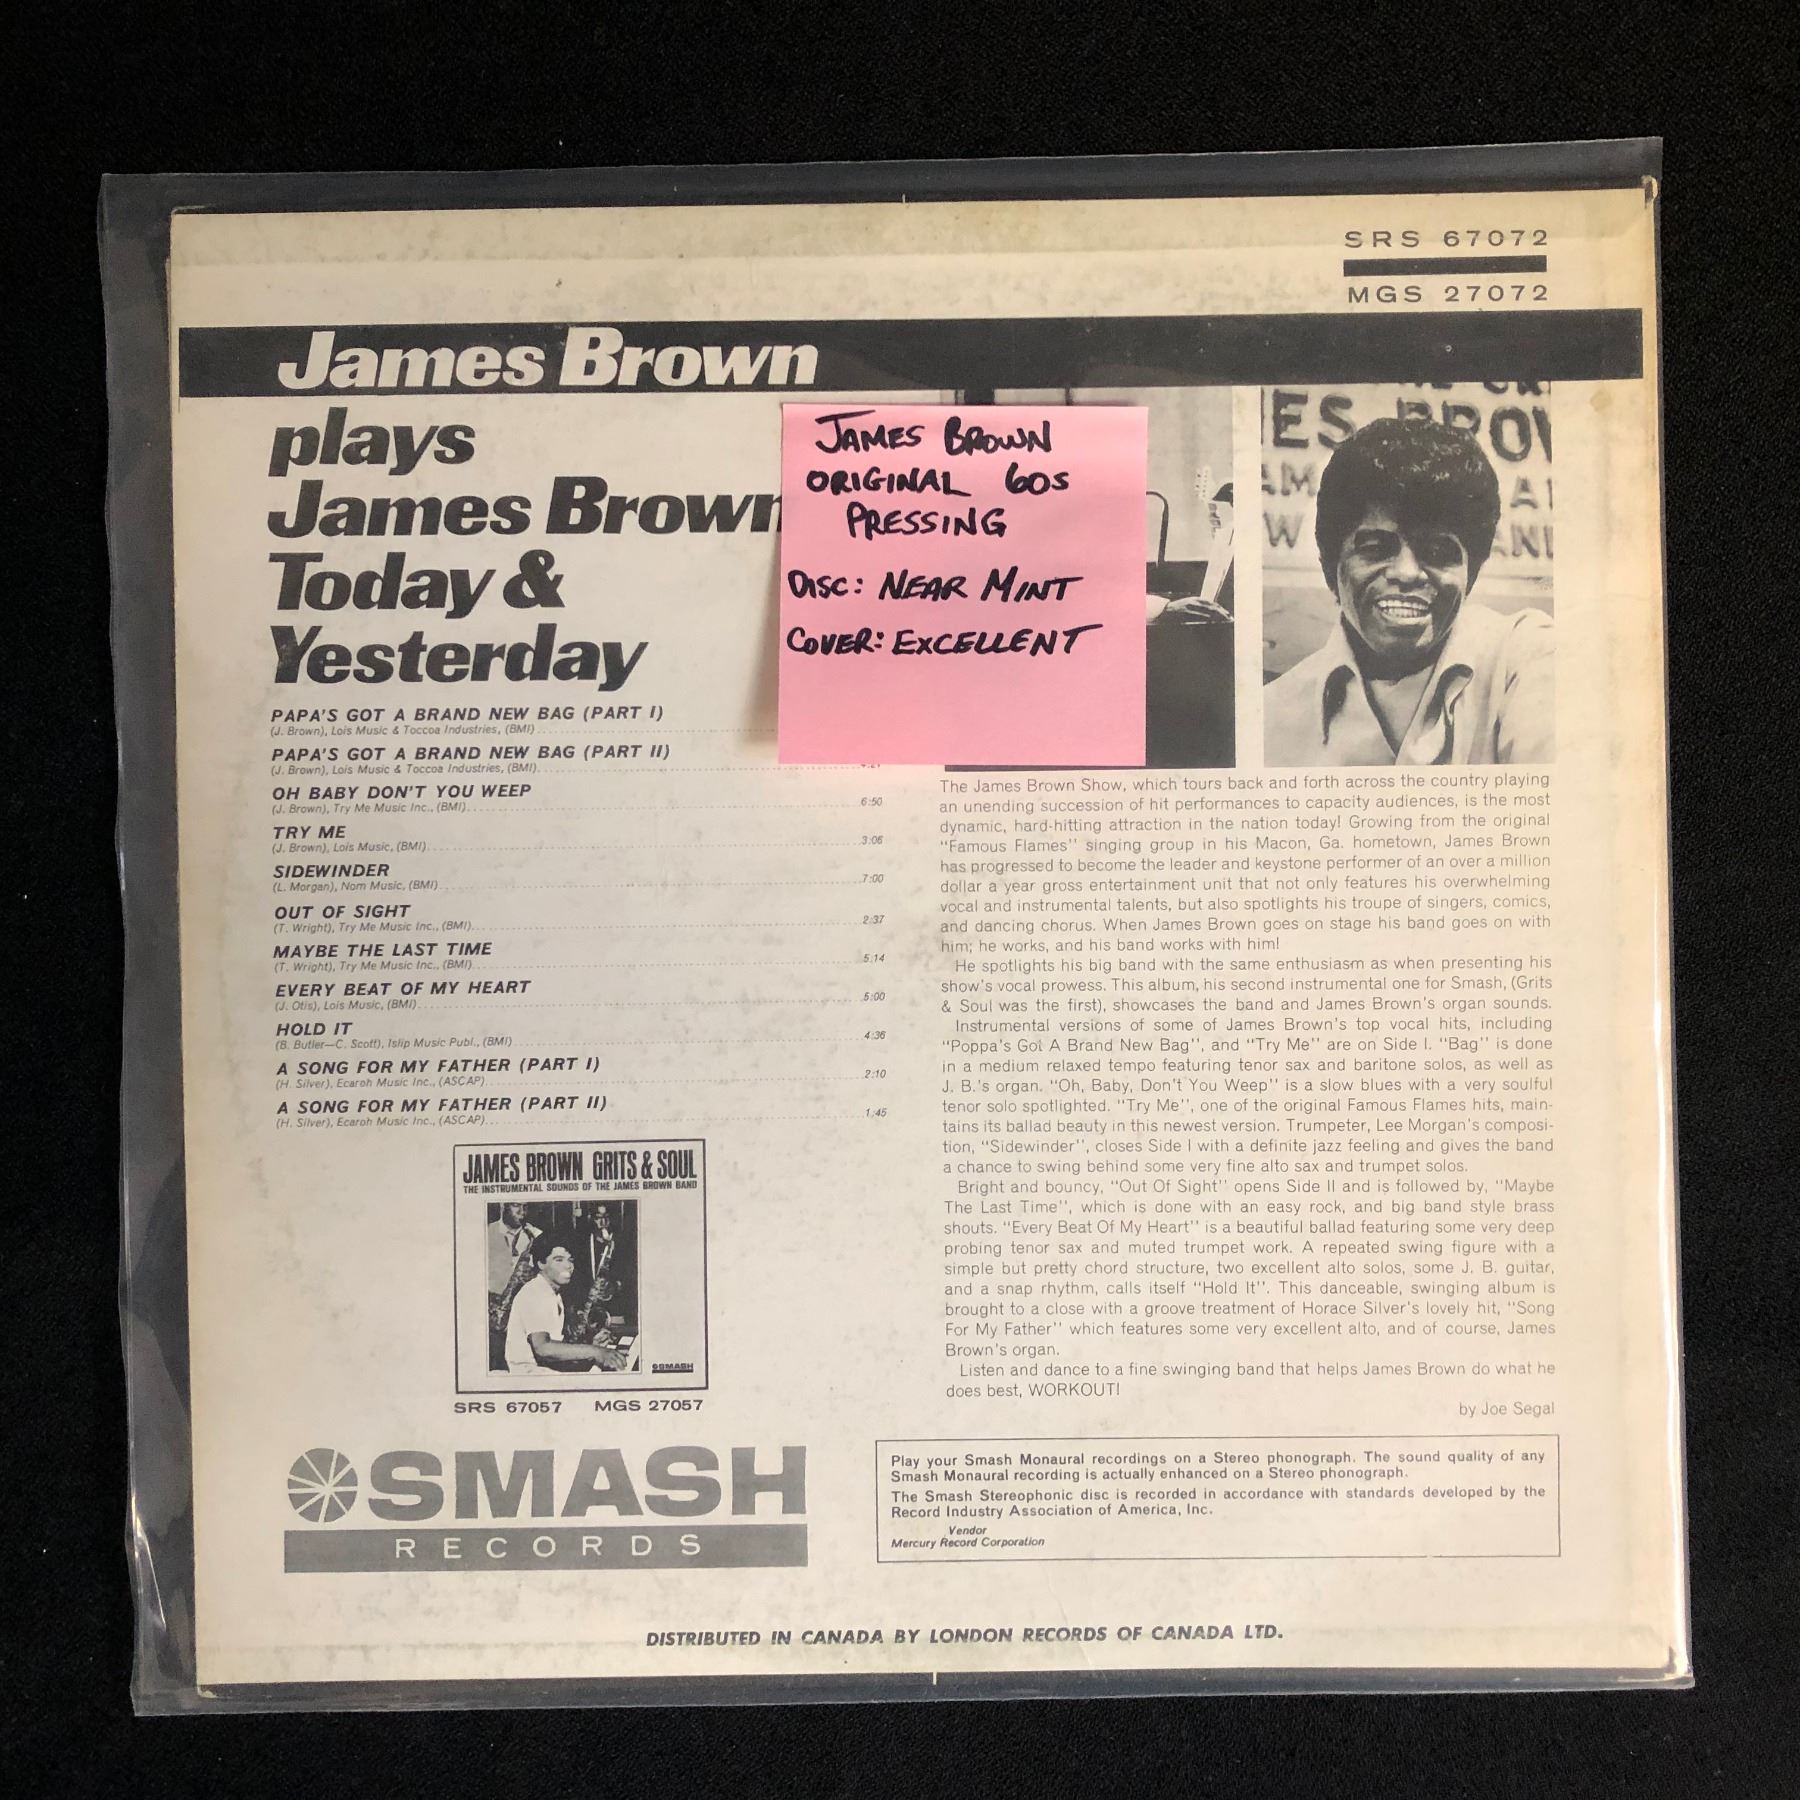 SRS 67072
MGS 27072
James Brown
plays
James Brown
Today &
Yesterday
JAMES BROWN
ORIGINAL 60S
PRESSING
DISC: NEAR MINT
COVER: EXCELLENT
ES BROW
PAPA'S GOT A BRAND NEW BAG (PART I)
(J. Brown), Lois Music & Toccoa Industries, (BMI)
PAPA'S GOT A BRAND NEW BAG (PART II)
(J. Brown), Lois Music & Toccoa Industries, (BMI)
OH BABY DON'T YOU WEEP
(J. Brown), Try Me Music Inc., (BMI) 6:50
TRY ME
(J. Brown), Lois Music, (BMI) 3:06
SIDEWINDER
(L. Morgan), Nom Music, (BMI) 7:00
OUT OF SIGHT
(T. Wright), Try Me Music Inc., (BMI) 2:37
MAYBE THE LAST TIME
(T. Wright), Try Me Music Inc., (BMI) 5:14
EVERY BEAT OF MY HEART
(J. Otis), Lois Music, (BMI) 5:00
HOLD IT
(B. Butler—C. Scott), Islip Music Publ., (BMI) 4:36
A SONG FOR MY FATHER (PART I)
(H. Silver), Ecaroh Music Inc., (ASCAP) 2:10
A SONG FOR MY FATHER (PART II)
(H. Silver), Ecaroh Music Inc., (ASCAP) 1:45
JAMES BROWN GRITS & SOUL
THE INSTRUMENTAL SOUNDS OF THE JAMES BROWN BAND
SMASH
SRS 67057 MGS 27057
The James Brown Show, which tours back and forth across the country playing
an unending succession of hit performances to capacity audiences, is the most
dynamic, hard-hitting attraction in the nation today! Growing from the original
"Famous Flames" singing group in his Macon, Ga. hometown, James Brown
has progressed to become the leader and keystone performer of an over a million
dollar a year gross entertainment unit that not only features his overwhelming
vocal and instrumental talents, but also spotlights his troupe of singers, comics,
and dancing chorus. When James Brown goes on stage his band goes on with
him; he works, and his band works with him!
He spotlights his big band with the same enthusiasm as when presenting his
show's vocal prowess. This album, his second instrumental one for Smash, (Grits
& Soul was the first), showcases the band and James Brown's organ sounds.
Instrumental versions of some of James Brown's top vocal hits, including
"Poppa's Got A Brand New Bag", and "Try Me" are on Side I. "Bag" is done
in a medium relaxed tempo featuring tenor sax and baritone solos, as well as
J. B.'s organ. "Oh, Baby, Don't You Weep" is a slow blues with a very soulful
tenor solo spotlighted. "Try Me", one of the original Famous Flames hits, main-
tains its ballad beauty in this newest version. Trumpeter, Lee Morgan's composi-
tion, "Sidewinder", closes Side I with a definite jazz feeling and gives the band
a chance to swing behind some very fine alto sax and trumpet solos.
Bright and bouncy, "Out Of Sight" opens Side II and is followed by, "Maybe
The Last Time", which is done with an easy rock, and big band style brass
shouts. "Every Beat Of My Heart" is a beautiful ballad featuring some very deep
probing tenor sax and muted trumpet work. A repeated swing figure with a
simple but pretty chord structure, two excellent alto solos, some J. B. guitar,
and a snap rhythm, calls itself "Hold It". This danceable, swinging album is
brought to a close with a groove treatment of Horace Silver's lovely hit, "Song
For My Father" which features some very excellent alto, and of course, James
Brown's organ.
Listen and dance to a fine swinging band that helps James Brown do what he
does best, WORKOUT!
by Joe Segal
SMASH
RECORDS
Play your Smash Monaural recordings on a Stereo phonograph. The sound quality of any
Smash Monaural recording is actually enhanced on a Stereo phonograph.
The Smash Stereophonic disc is recorded in accordance with standards developed by the
Record Industry Association of America, Inc.
Vendor
Mercury Record Corporation
DISTRIBUTED IN CANADA BY LONDON RECORDS OF CANADA LTD.